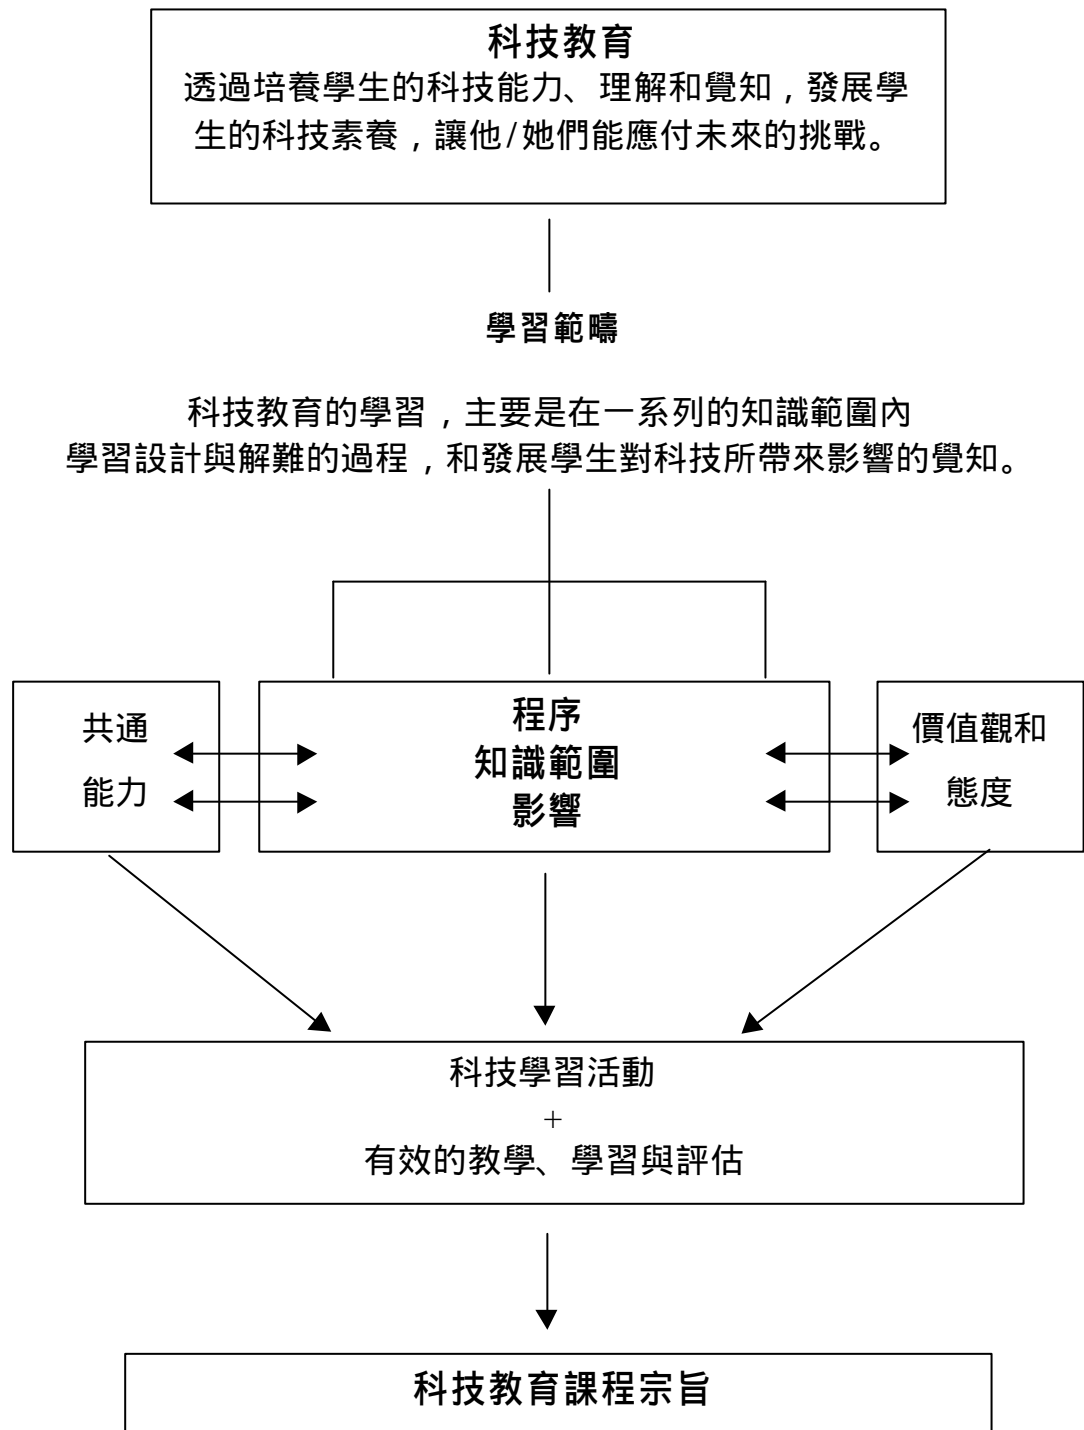 科技教育
透過培養學生的科技能力、理解和覺知，發展學
生的科技素養，讓他/她們能應付未來的挑戰。
學習範疇
科技教育的學習，主要是在一系列的知識範圍內
學習設計與解難的過程，和發展學生對科技所帶來影響的覺知。
共通
能力
程序
知識範圍
影響
價值觀和
態度
科技學習活動
+
有效的教學、學習與評估
科技教育課程宗旨